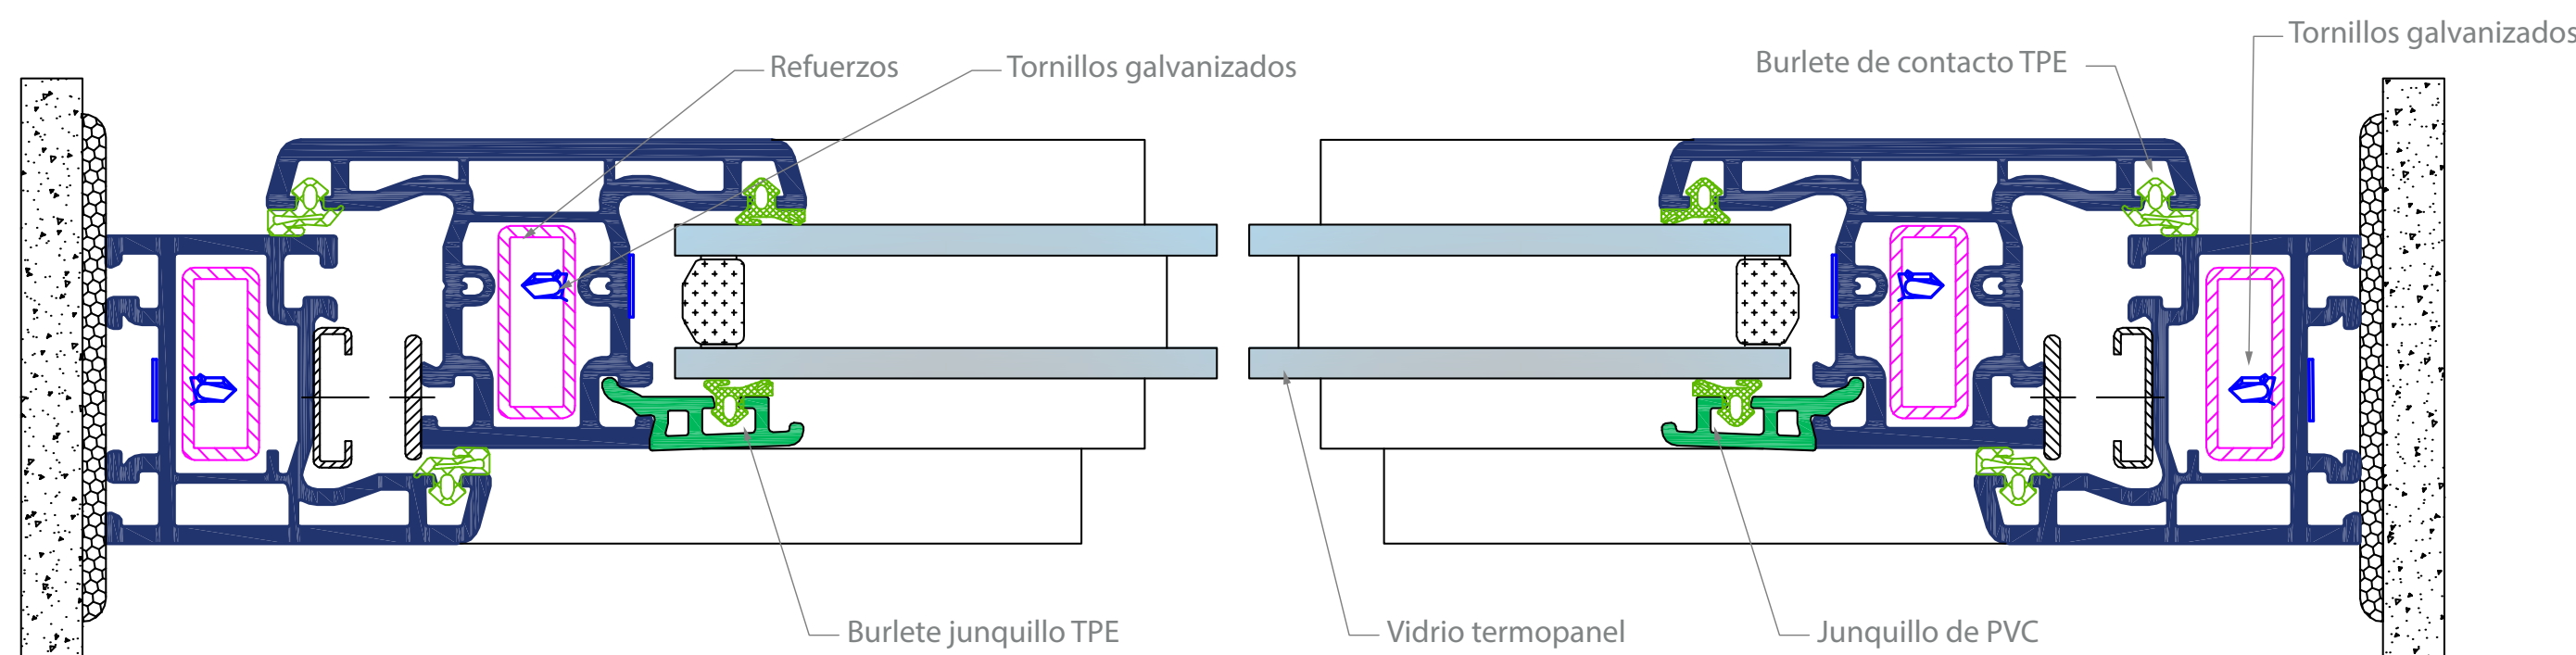 Tornillos galvanizados
Refuerzos
Tornillos galvanizados
Burlete de contacto TPE
Burlete junquillo TPE
Vidrio termopanel
Junquillo de PVC